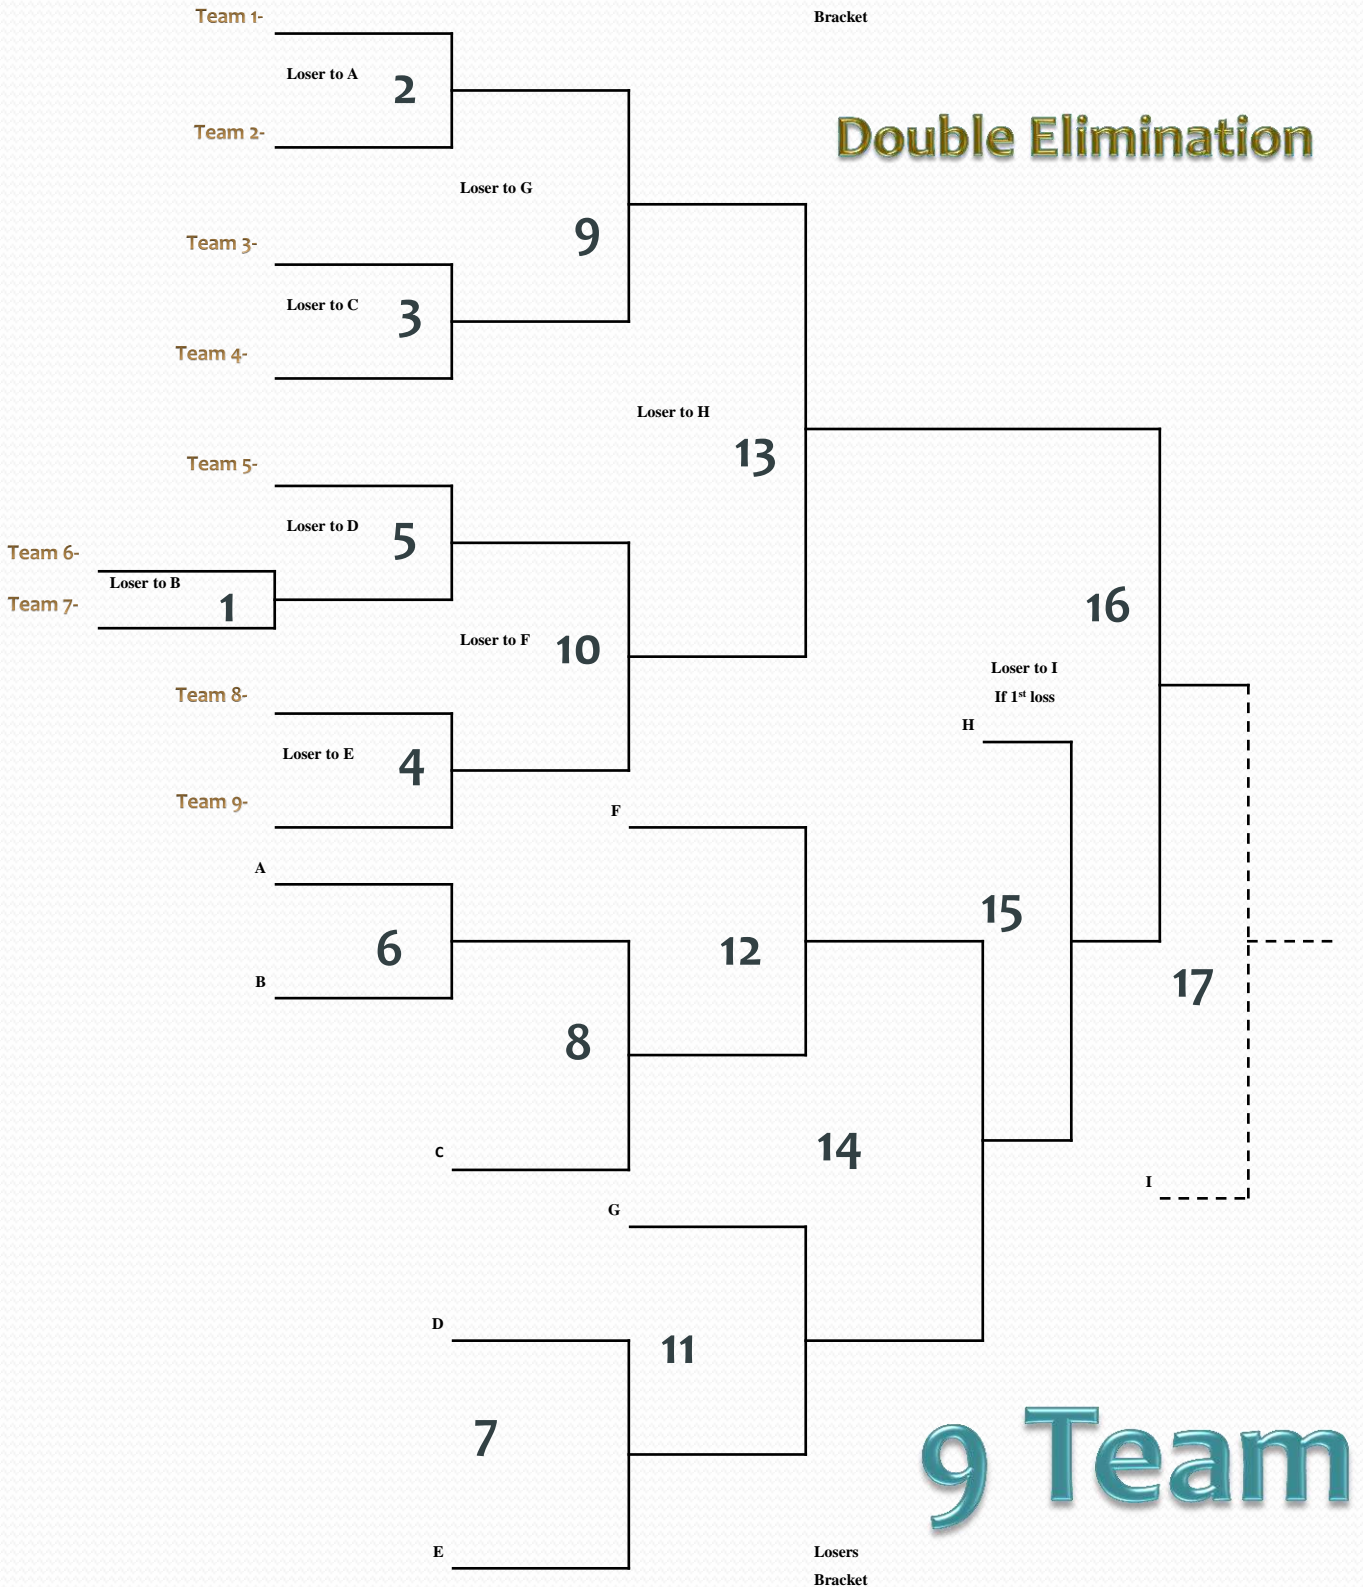 Team 1-
Bracket
Loser to A
2
Team 2-
Double Elimination
Loser to G
9
Team 3-
Loser to C
3
Team 4-
Loser to H
13
Team 5-
Loser to D
5
Team 6-
Loser to B
1
Team 7-
16
Loser to F
10
Loser to I
If 1st loss
Team 8-
H
Loser to E
4
Team 9-
F
A
15
6
12
B
17
8
14
C
I
G
D
11
7
9 Team
E
Losers
Bracket